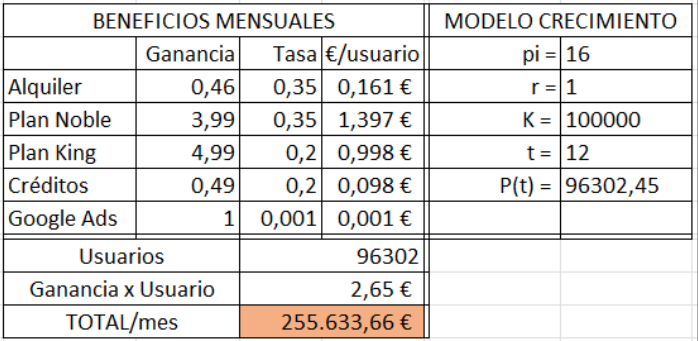 BENEFICIOS MENSUALES MODELO CRECIMIENTO
Ganancia Tasa €/usuario pi = 16
Alquiler 0,46 0,35 0,161 € r = 1
Plan Noble 3,99 0,35 1,397 € K = 100000
Plan King 4,99 0,2 0,998 € t = 12
Créditos 0,49 0,2 0,098 € P(t) = 96302,45
Google Ads 1 0,001 0,001 €
Usuarios 96302
Ganancia x Usuario 2,65 €
TOTAL/mes 255.633,66 €